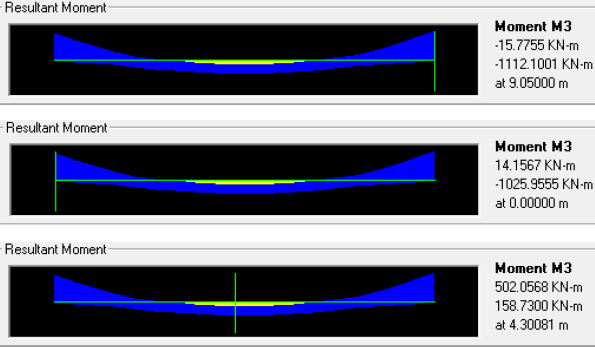 Resultant Moment
Moment M3
-15.7755 KN-m
-1112.1001 KN-m
at 9.05000 m
Resultant Moment
Moment M3
14.1567 KN-m
-1025.9555 KN-m
at 0.00000 m
Resultant Moment
Moment M3
502.0568 KN-m
158.7300 KN-m
at 4.30081 m